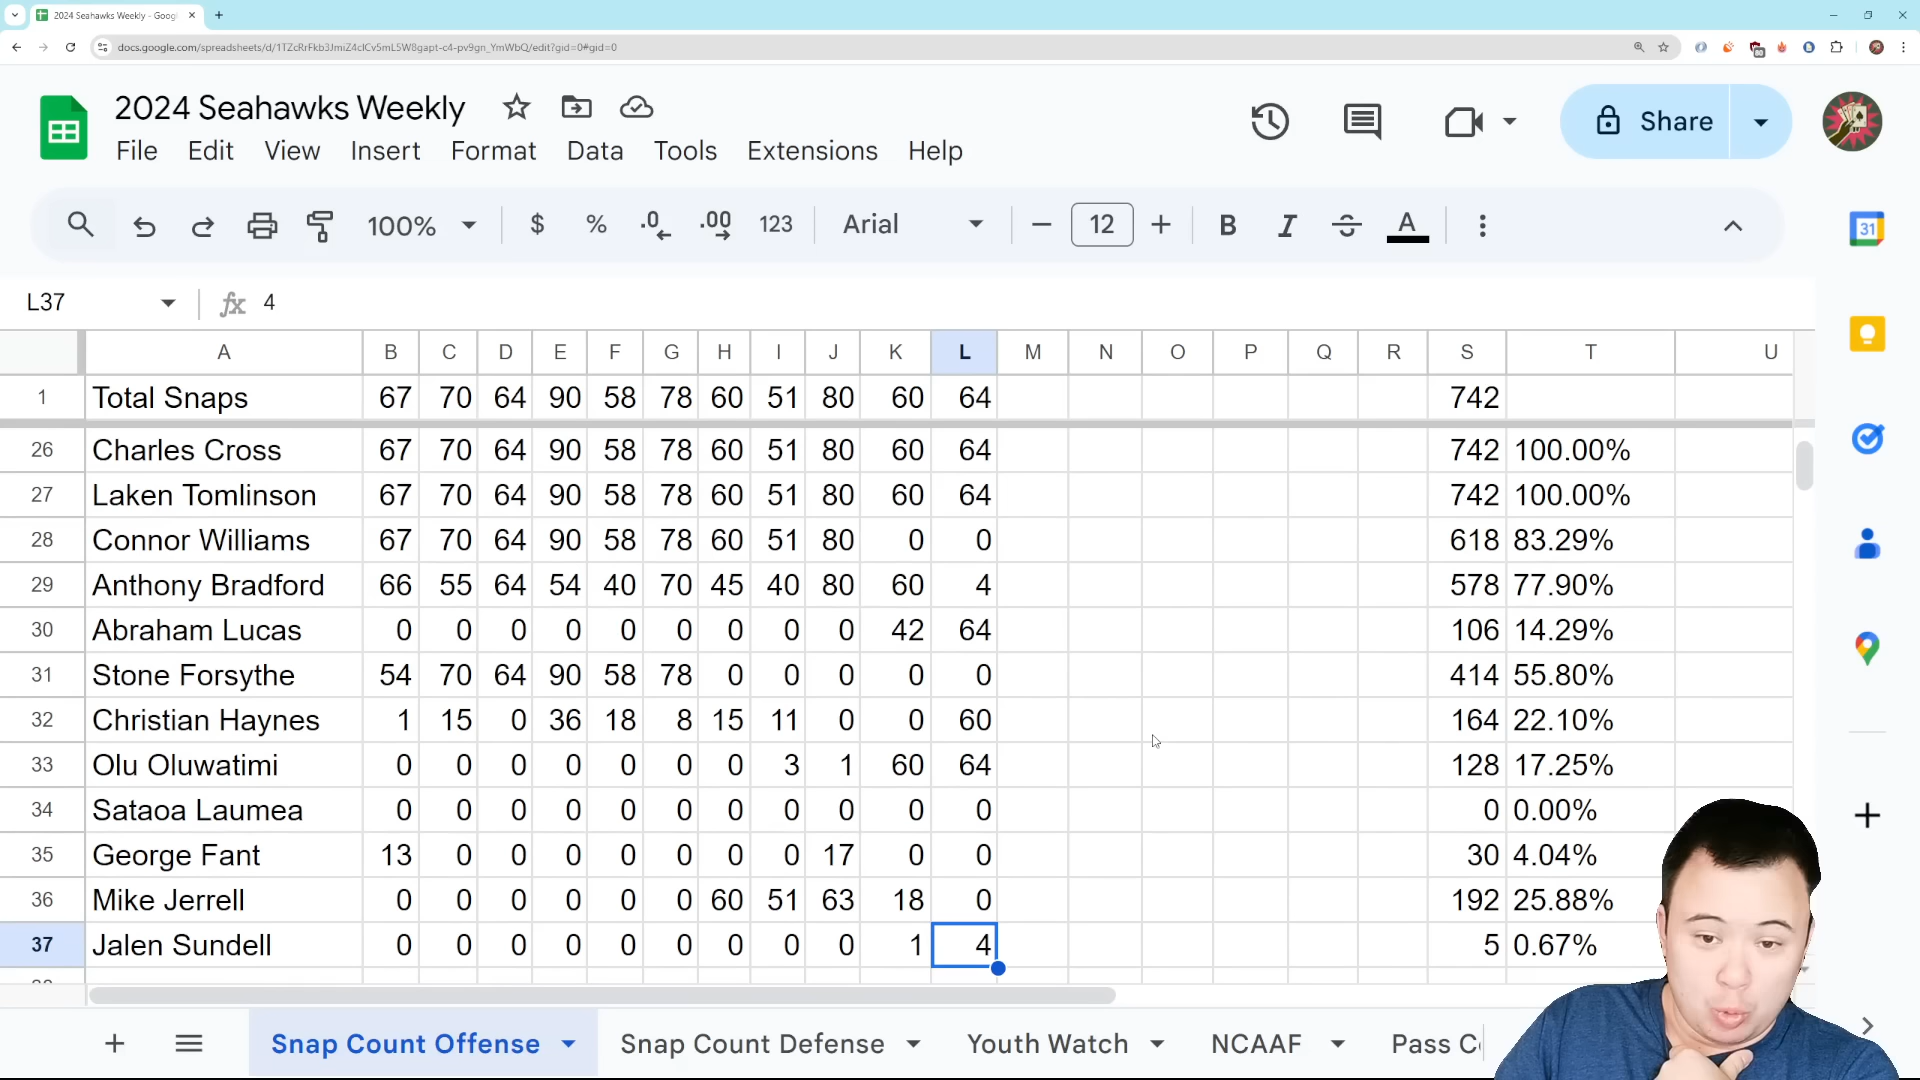 2024 Seahawks Weekly - Goog
docs.google.com/spreadsheets/d/1TZcRrFkb3JmiZ4clCv5mL5W8gapt-c4-pv9gn_YmWbQ/edit?gid=0#gid=0
2024 Seahawks Weekly
File Edit View Insert Format Data Tools Extensions Help
Share
100% $ % .0 .00 123 Arial 12 B I S A
31
L37 fx 4
A B C D E F G H I J K L M N O P Q R S T U
1 Total Snaps 67 70 64 90 58 78 60 51 80 60 64 742
26 Charles Cross 67 70 64 90 58 78 60 51 80 60 64 742 100.00%
27 Laken Tomlinson 67 70 64 90 58 78 60 51 80 60 64 742 100.00%
28 Connor Williams 67 70 64 90 58 78 60 51 80 0 0 618 83.29%
29 Anthony Bradford 66 55 64 54 40 70 45 40 80 60 4 578 77.90%
30 Abraham Lucas 0 0 0 0 0 0 0 0 0 42 64 106 14.29%
31 Stone Forsythe 54 70 64 90 58 78 0 0 0 0 0 414 55.80%
32 Christian Haynes 1 15 0 36 18 8 15 11 0 0 60 164 22.10%
33 Olu Oluwatimi 0 0 0 0 0 0 0 3 1 60 64 128 17.25%
34 Sataoa Laumea 0 0 0 0 0 0 0 0 0 0 0 0 0.00%
35 George Fant 13 0 0 0 0 0 0 0 17 0 0 30 4.04%
36 Mike Jerrell 0 0 0 0 0 0 60 51 63 18 0 192 25.88%
37 Jalen Sundell 0 0 0 0 0 0 0 0 0 1 4 5 0.67%
Snap Count Offense Snap Count Defense Youth Watch NCAAF Pass C